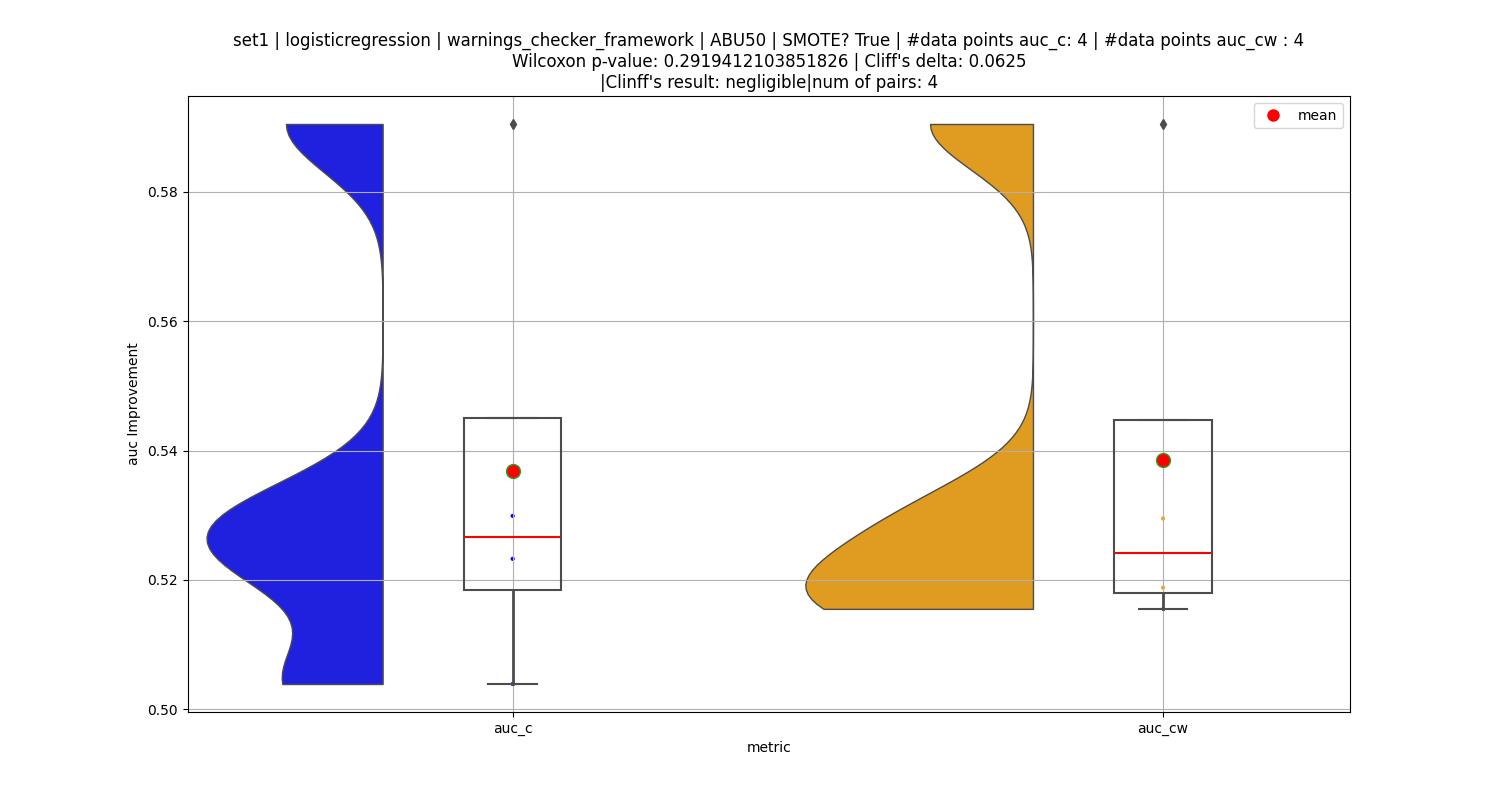 set1 | logisticregression | warnings_checker_framework | ABU50 | SMOTE? True | #data points auc_c: 4 | #data points auc_cw : 4
Wilcoxon p-value: 0.2919412103851826 | Cliff's delta: 0.0625
|Clinff's result: negligible|num of pairs: 4
mean
0.58
0.56
0.54
0.52
0.50
auc Improvement
auc_c
auc_cw
metric